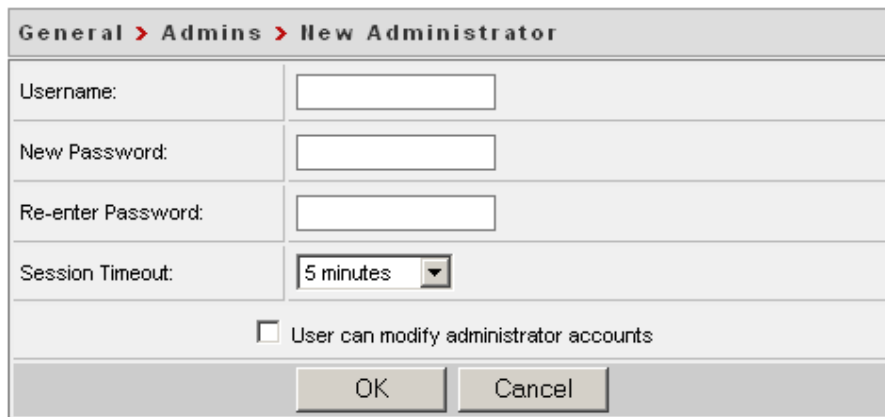 General > Admins > New Administrator
Username:
New Password:
Re-enter Password:
Session Timeout: 5 minutes
User can modify administrator accounts
OK Cancel